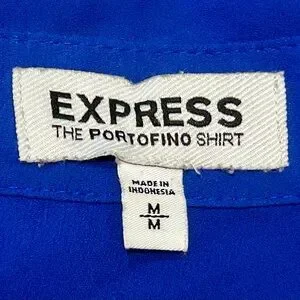 EXPRESS
THE PORTOFINO SHIRT
MADE IN
INDONESIA
M
M